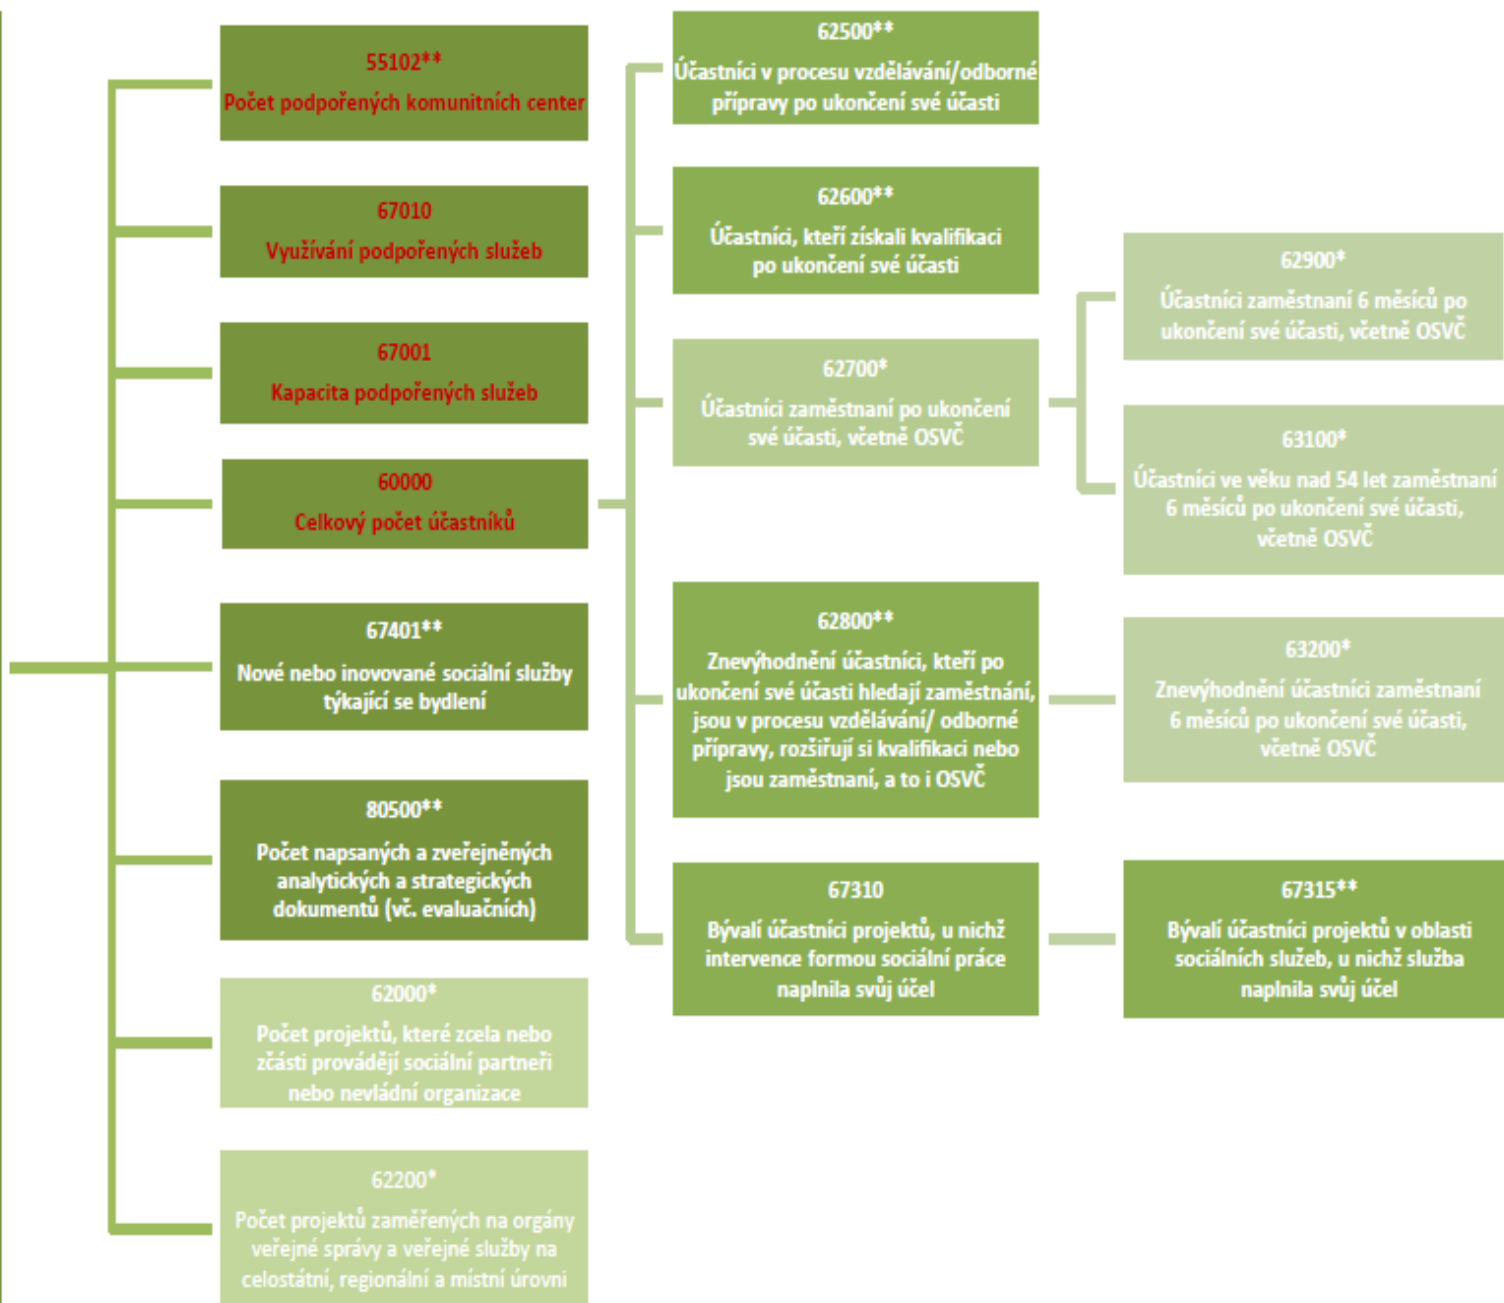 55102**
Počet podpořených komunitních center
67010
Využívání podpořených služeb
67001
Kapacita podpořených služeb
60000
Celkový počet účastníků
67401**
Nové nebo inovované sociální služby
týkající se bydlení
80500**
Počet napsaných a zveřejněných
analytických a strategických
dokumentů (vč. evaluačních)
62000*
Počet projektů, které zcela nebo
zčásti provádějí sociální partneři
nebo nevládní organizace
62200*
Počet projektů zaměřených na orgány
veřejné správy a veřejné služby na
celostátní, regionální a místní úrovni
62500**
Účastníci v procesu vzdělávání/odborné
přípravy po ukončení své účasti
62600**
Účastníci, kteří získali kvalifikaci
po ukončení své účasti
62700*
Účastníci zaměstnaní po ukončení
své účasti, včetně OSVČ
62800**
Znevýhodnění účastníci, kteří po
ukončení své účasti hledají zaměstnání,
jsou v procesu vzdělávání/ odborné
přípravy, rozšiřují si kvalifikaci nebo
jsou zaměstnaní, a to i OSVČ
67310
Bývalí účastníci projektů, u nichž
intervence formou sociální práce
naplnila svůj účel
62900*
Účastníci zaměstnaní 6 měsíců po
ukončení své účasti, včetně OSVČ
63100*
Účastníci ve věku nad 54 let zaměstnaní
6 měsíců po ukončení své účasti,
včetně OSVČ
63200*
Znevýhodnění účastníci zaměstnaní
6 měsíců po ukončení své účasti,
včetně OSVČ
67315**
Bývalí účastníci projektů v oblasti
sociálních služeb, u nichž služba
naplnila svůj účel